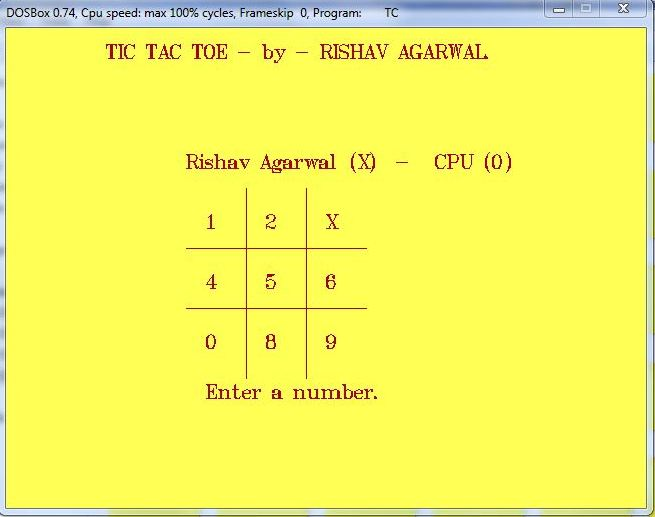 DOSBox 0.74, Cpu speed: max 100% cycles, Frameskip 0, Program: TC
TIC TAC TOE - by - RISHAV AGARWAL
Rishav Agarwal (X) - CPU (0)
1 2 X
4 5 6
0 8 9
Enter a number.